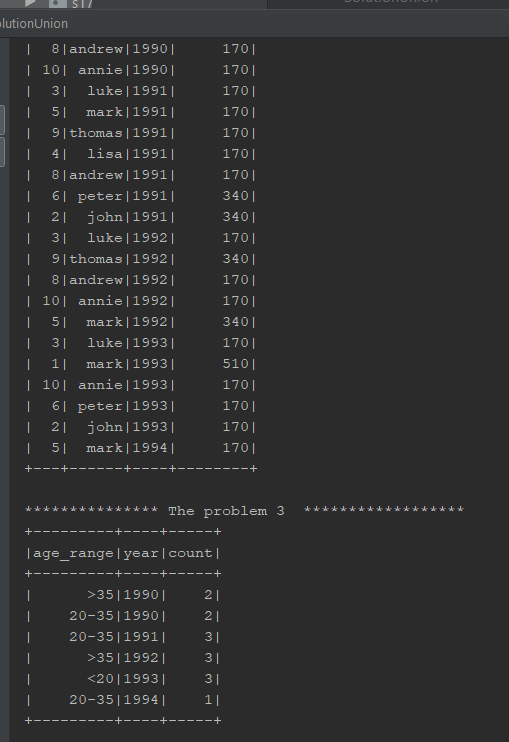 lutionUnion
|  8|andrew|1990|     170|
| 10| annie|1990|     170|
|  3|  luke|1991|     170|
|  5|  mark|1991|     170|
|  9|thomas|1991|     170|
|  4|  lisa|1991|     170|
|  8|andrew|1991|     170|
|  6| peter|1991|     340|
|  2|  john|1991|     340|
|  3|  luke|1992|     170|
|  9|thomas|1992|     340|
|  8|andrew|1992|     170|
| 10| annie|1992|     170|
|  5|  mark|1992|     340|
|  3|  luke|1993|     170|
|  1|  mark|1993|     510|
| 10| annie|1993|     170|
|  6| peter|1993|     170|
|  2|  john|1993|     170|
|  5|  mark|1994|     170|
+---+------+----+--------+
*************** The problem 3  ******************
+---------+----+-----+
|age_range|year|count|
+---------+----+-----+
|      >35|1990|    2|
|    20-35|1990|    2|
|    20-35|1991|    3|
|      >35|1992|    3|
|      <20|1993|    3|
|    20-35|1994|    1|
+---------+----+-----+